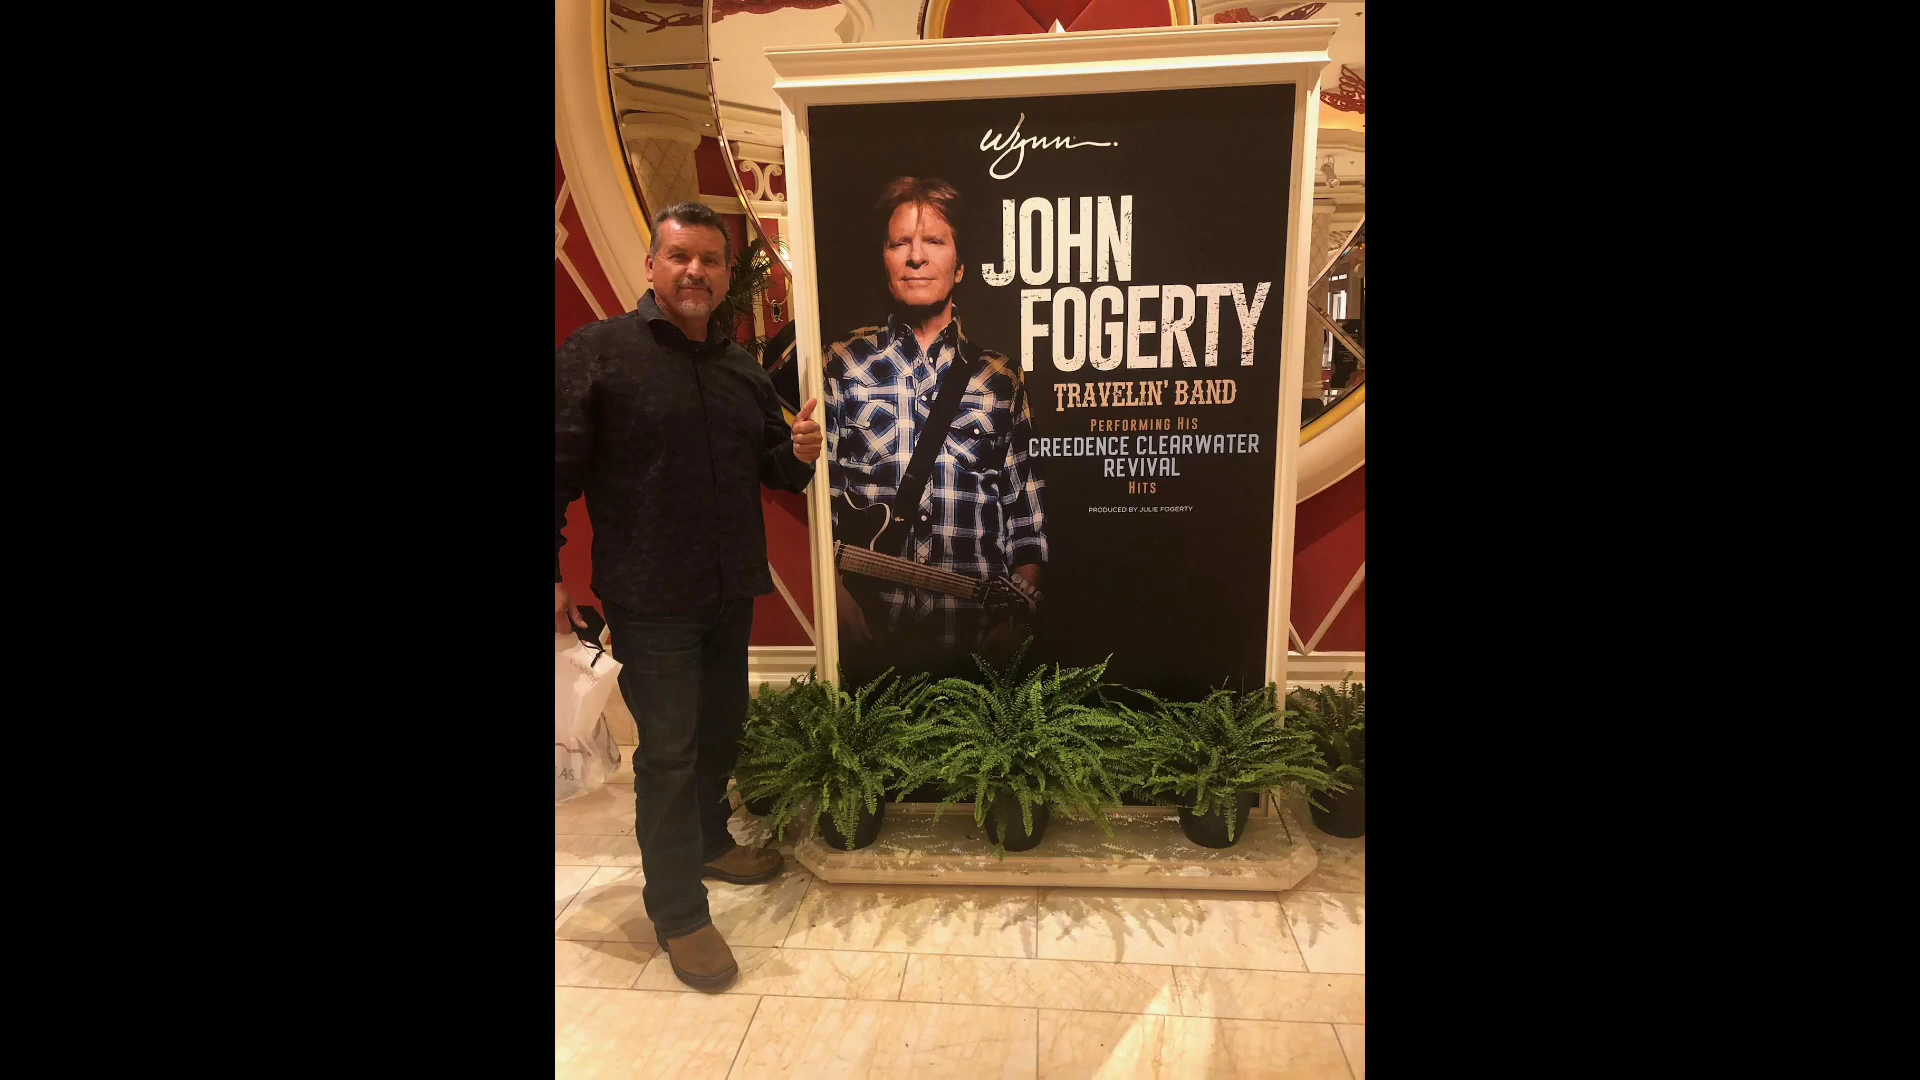 Wynn.
JOHN
FOGERTY
TRAVELIN' BAND
PERFORMING HIS
CREEDENCE CLEARWATER
REVIVAL
HITS
PRODUCED BY JULIE FOGERTY